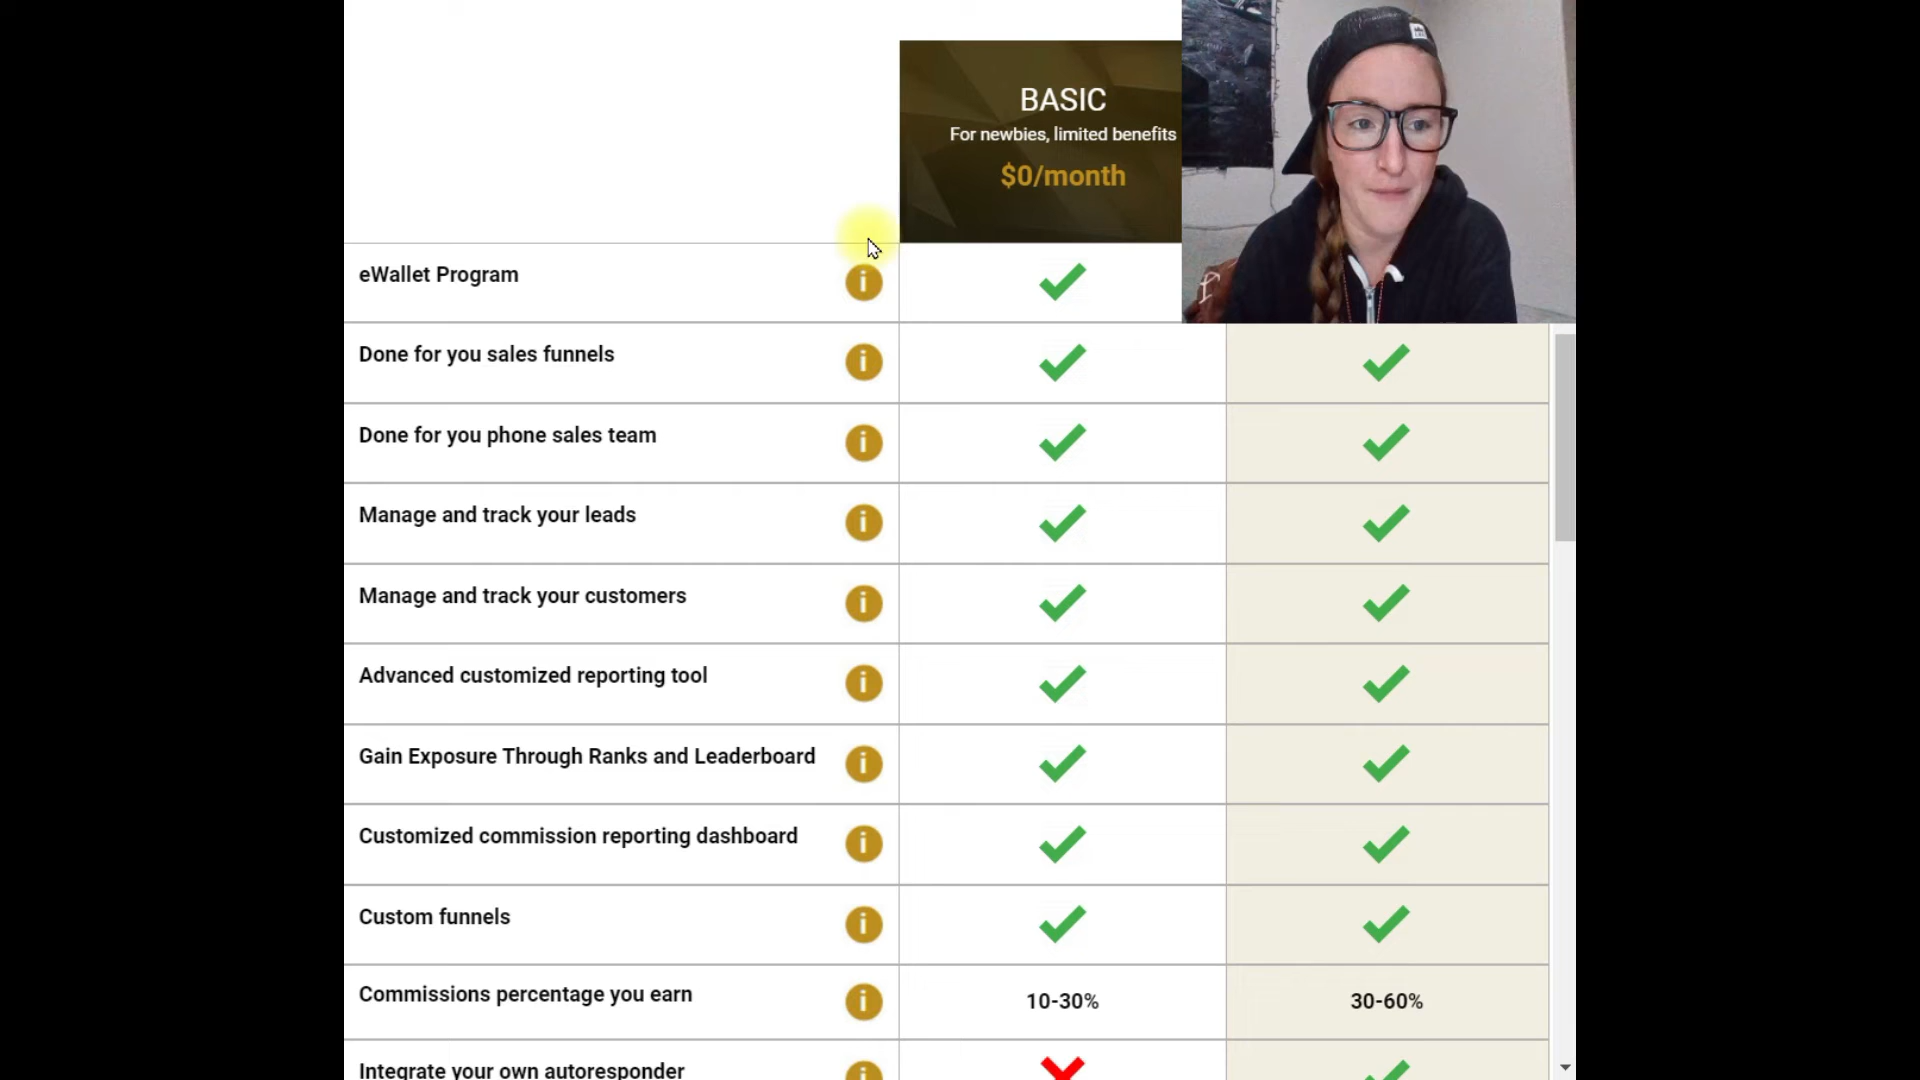 BASIC
For newbies, limited benefits
$0/month
eWallet Program
Done for you sales funnels
Done for you phone sales team
Manage and track your leads
Manage and track your customers
Advanced customized reporting tool
Gain Exposure Through Ranks and Leaderboard
Customized commission reporting dashboard
Custom funnels
Commissions percentage you earn
10-30%
30-60%
Integrate your own autoresponder